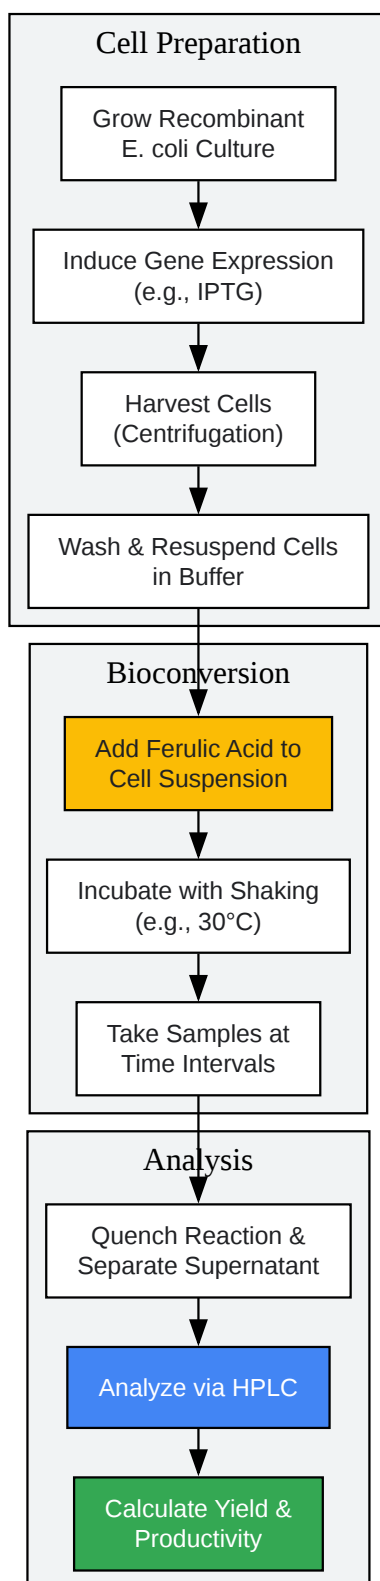 Cell Preparation
Grow Recombinant
E. coli Culture
Induce Gene Expression
(e.g., IPTG)
Harvest Cells
(Centrifugation)
Wash & Resuspend Cells
in Buffer
Bioconversion
Add Ferulic Acid to
Cell Suspension
Incubate with Shaking
(e.g., 30°C)
Take Samples at
Time Intervals
Analysis
Quench Reaction &
Separate Supernatant
Analyze via HPLC
Calculate Yield &
Productivity